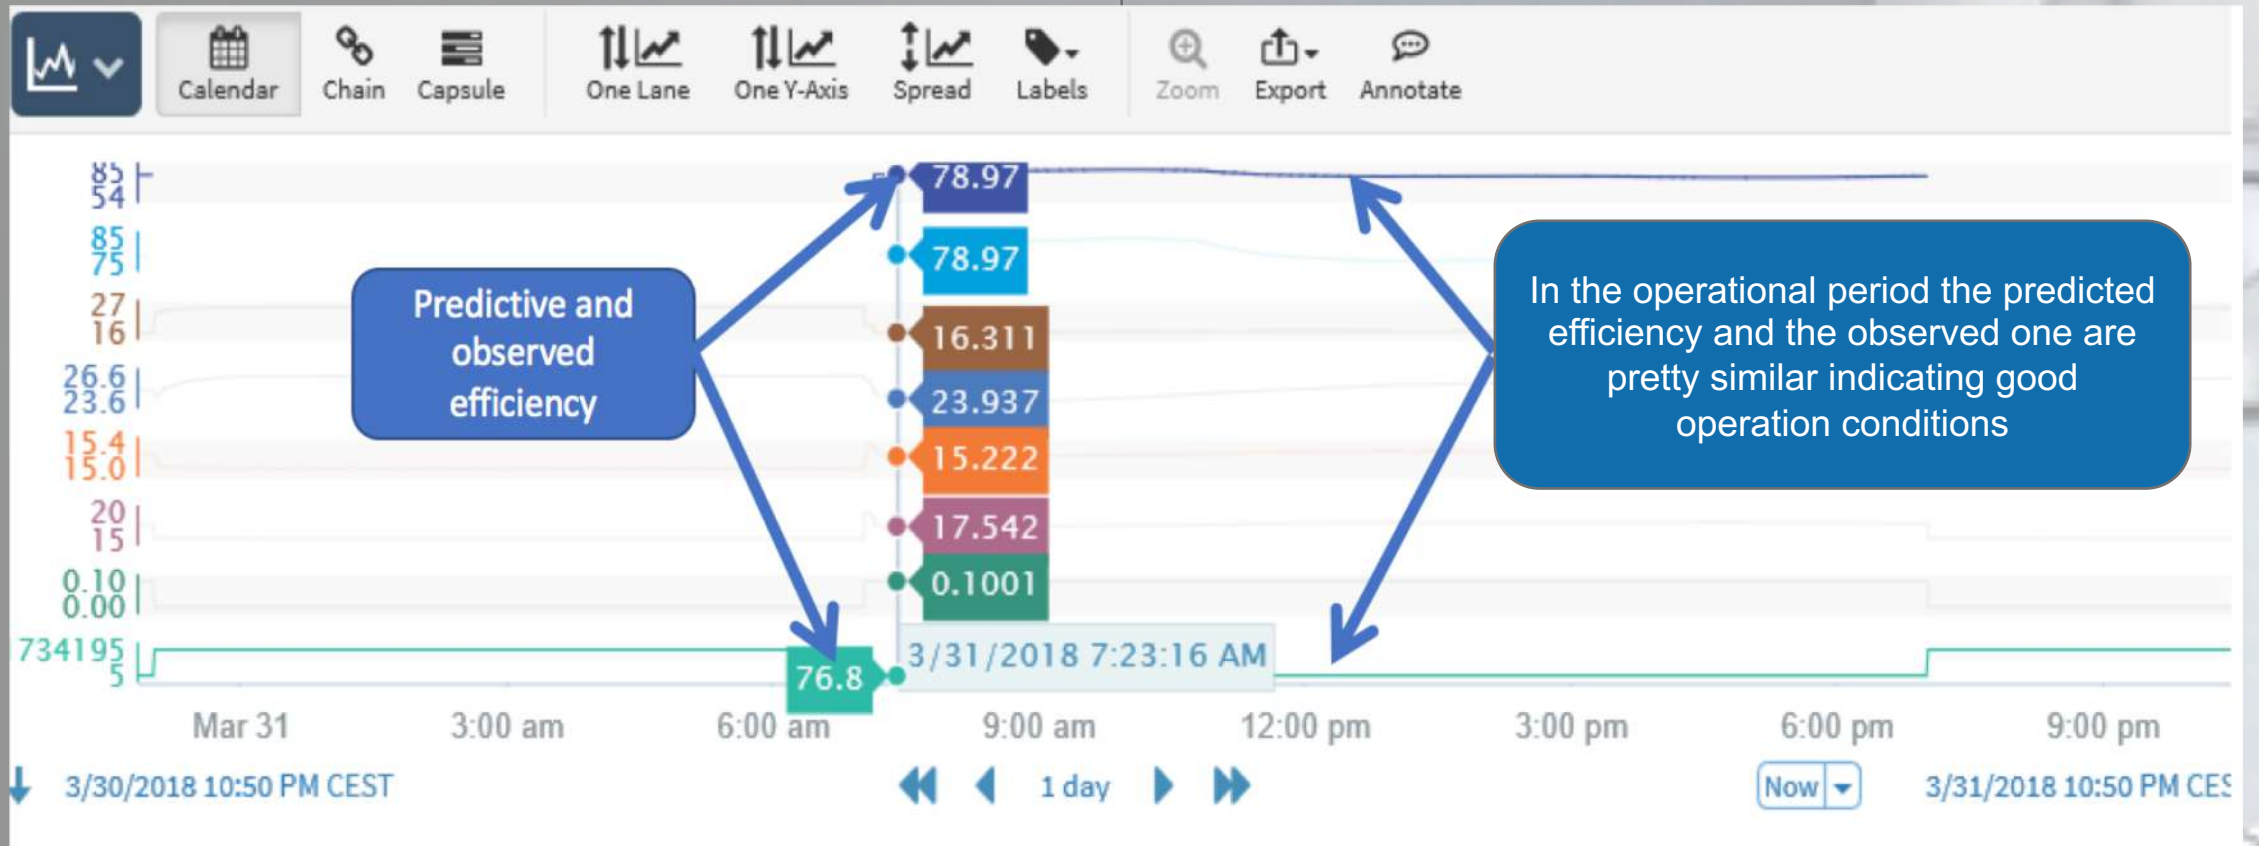 Calendar
Chain
Capsule
One Lane
One Y-Axis
Spread
Labels
Zoom
Export
Annotate
85
54
78.97
85
75
78.97
27
16
16.311
26.6
23.6
23.937
15.4
15.0
15.222
20
15
17.542
0.10
0.00
0.1001
734195
5
76.8
3/31/2018 7:23:16 AM
Predictive and
observed
efficiency
In the operational period the predicted
efficiency and the observed one are
pretty similar indicating good
operation conditions
Mar 31
3:00 am
6:00 am
9:00 am
12:00 pm
3:00 pm
6:00 pm
9:00 pm
3/30/2018 10:50 PM CEST
1 day
Now
3/31/2018 10:50 PM CES